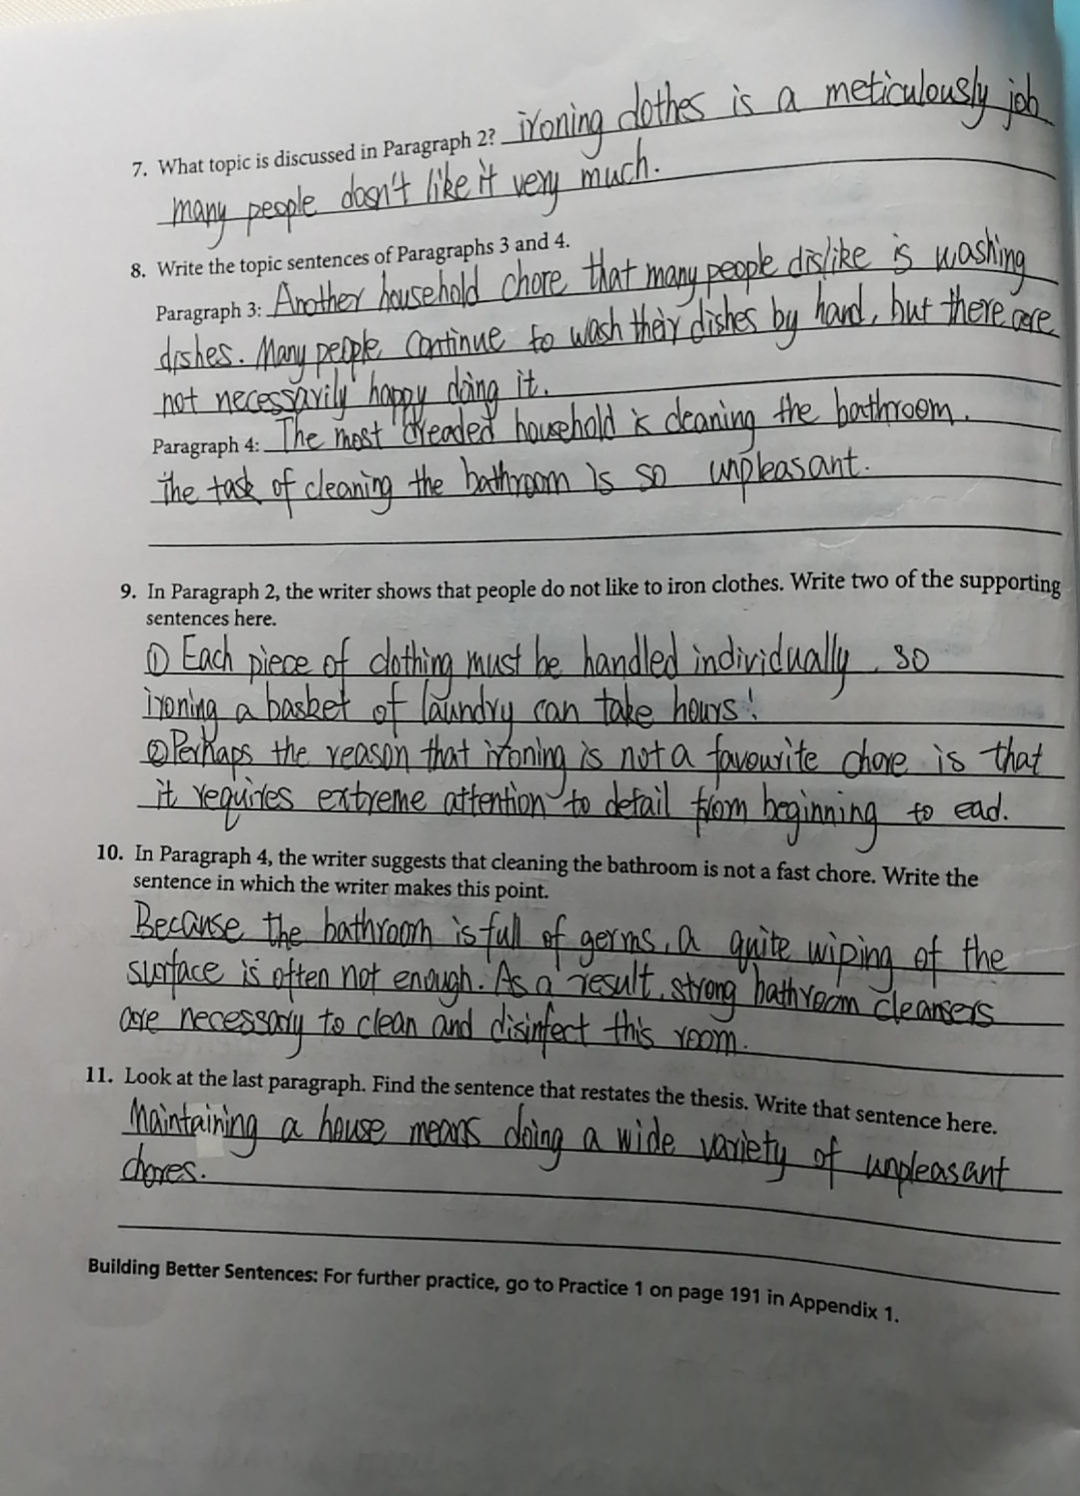 7. What topic is discussed in Paragraph 2? ironing clothes is a meticulously job
many people dosn't like it very much.
8. Write the topic sentences of Paragraphs 3 and 4.
Paragraph 3: Another household chore that many people dislike is washing
dishes. Many people continue to wash their dishes by hand, but there are
not necessarily happy doing it.
Paragraph 4: The most dreaded household is cleaning the bathroom.
the task of cleaning the bathroom is so unpleasant.
9. In Paragraph 2, the writer shows that people do not like to iron clothes. Write two of the supporting
sentences here.
① Each piece of clothing must be handled individually, so
ironing a basket of laundry can take hours!
② Perhaps the reason that ironing is not a favourite chore is that
it requires extreme attention to detail from beginning to ead.
10. In Paragraph 4, the writer suggests that cleaning the bathroom is not a fast chore. Write the
sentence in which the writer makes this point.
Because the bathroom is full of germs, a quite wiping of the
surface is often not enough. As a result, strong bathroom cleansers
are necessary to clean and disinfect this room.
11. Look at the last paragraph. Find the sentence that restates the thesis. Write that sentence here.
Maintaining a house means doing a wide variety of unpleasant
chores.
Building Better Sentences: For further practice, go to Practice 1 on page 191 in Appendix 1.